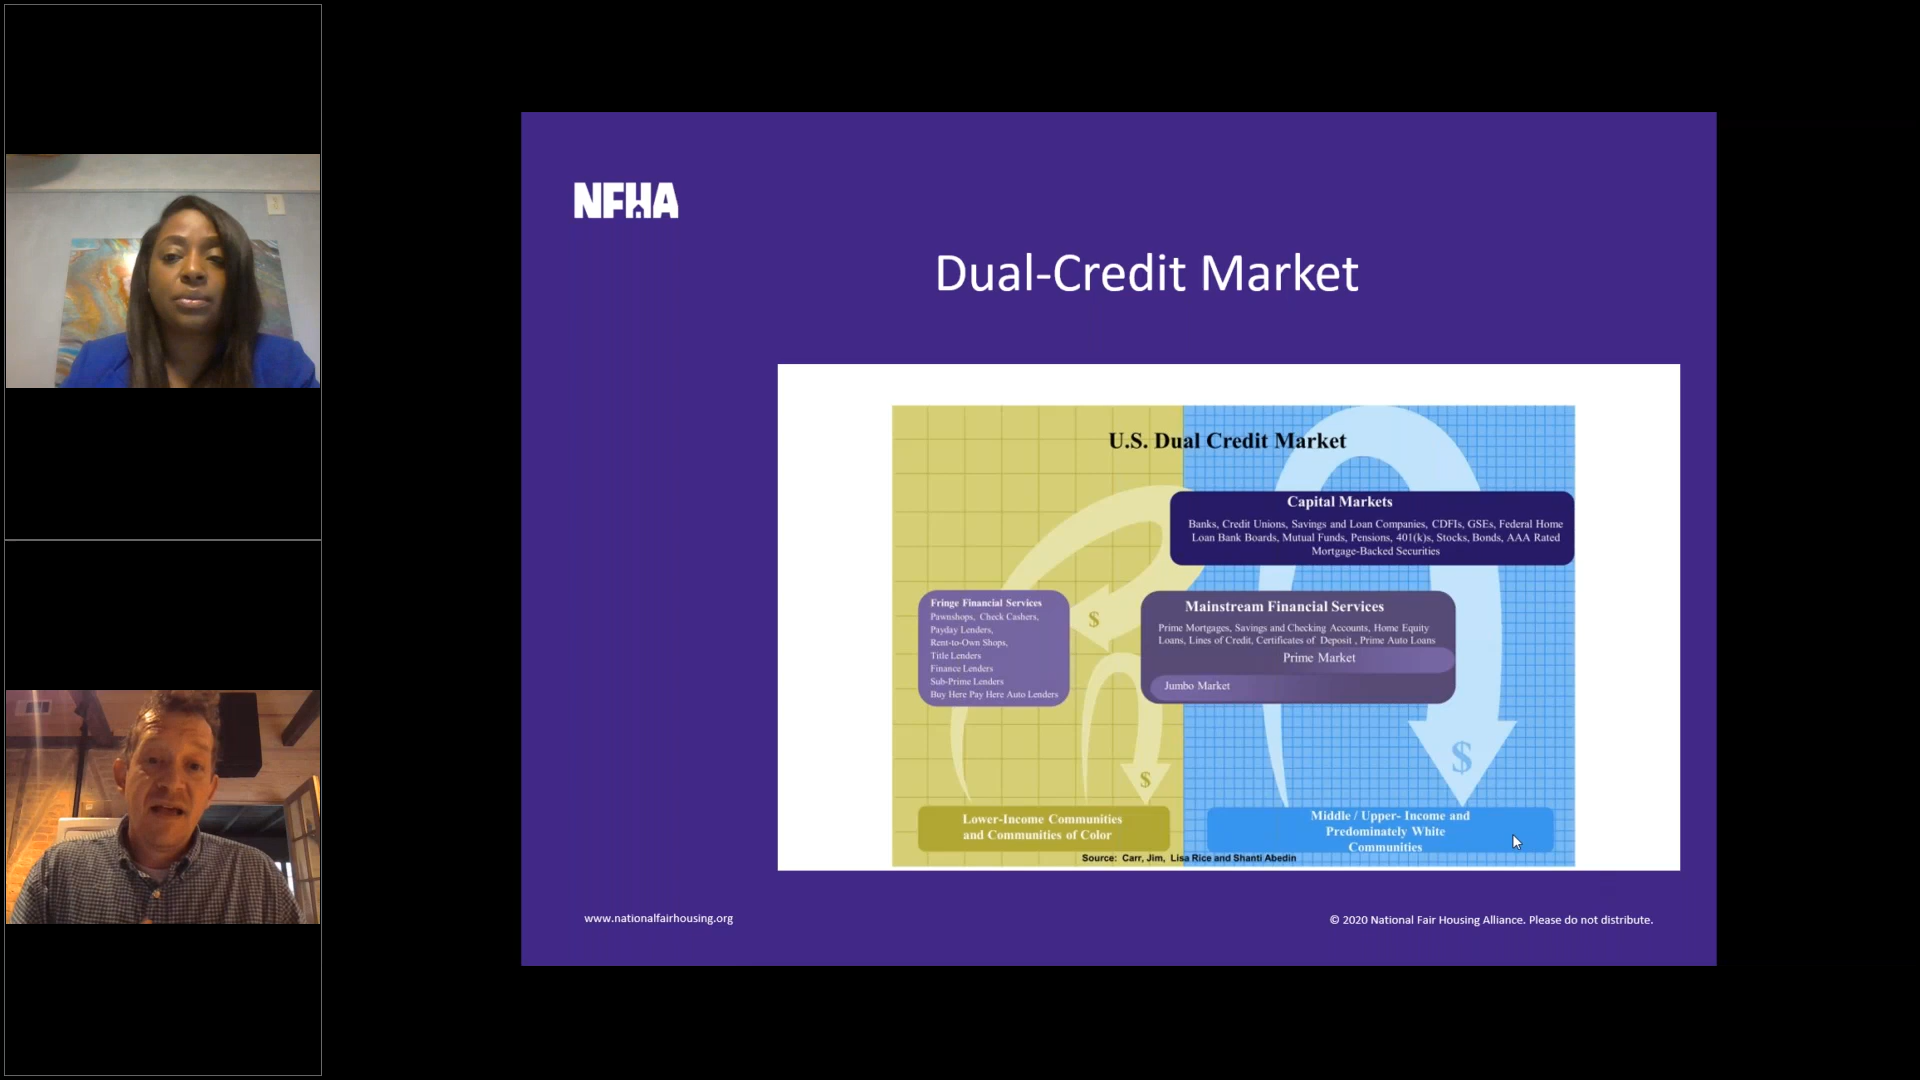 NFHA
Dual-Credit Market
U.S. Dual Credit Market
Capital Markets
Banks, Credit Unions, Savings and Loan Companies, CDFIs, GSEs, Federal Home
Loan Bank Boards, Mutual Funds, Pensions, 401(k)s, Stocks, Bonds, AAA Rated
Mortgage-Backed Securities
Fringe Financial Services
Pawnshops, Check Cashers,
Payday Lenders,
Rent-to-Own Shops,
Title Lenders
Finance Lenders
Sub-Prime Lenders
Buy Here Pay Here Auto Lenders
$
Mainstream Financial Services
Prime Mortgages, Savings and Checking Accounts, Home Equity
Loans, Lines of Credit, Certificates of Deposit , Prime Auto Loans
Prime Market
Jumbo Market
$
$
Lower-Income Communities
and Communities of Color
Middle / Upper- Income and
Predominately White
Communities
Source: Carr, Jim, Lisa Rice and Shanti Abedin
www.nationalfairhousing.org
© 2020 National Fair Housing Alliance. Please do not distribute.